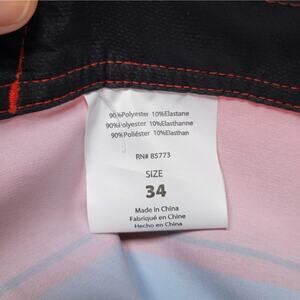 90%Polyester 10%Elastane
90%Polyester 10%Elasthanne
90%Poliéster 10%Elasthan
RN# 85773
SIZE
34
Made in China
Fabriqué en Chine
Hecho en China